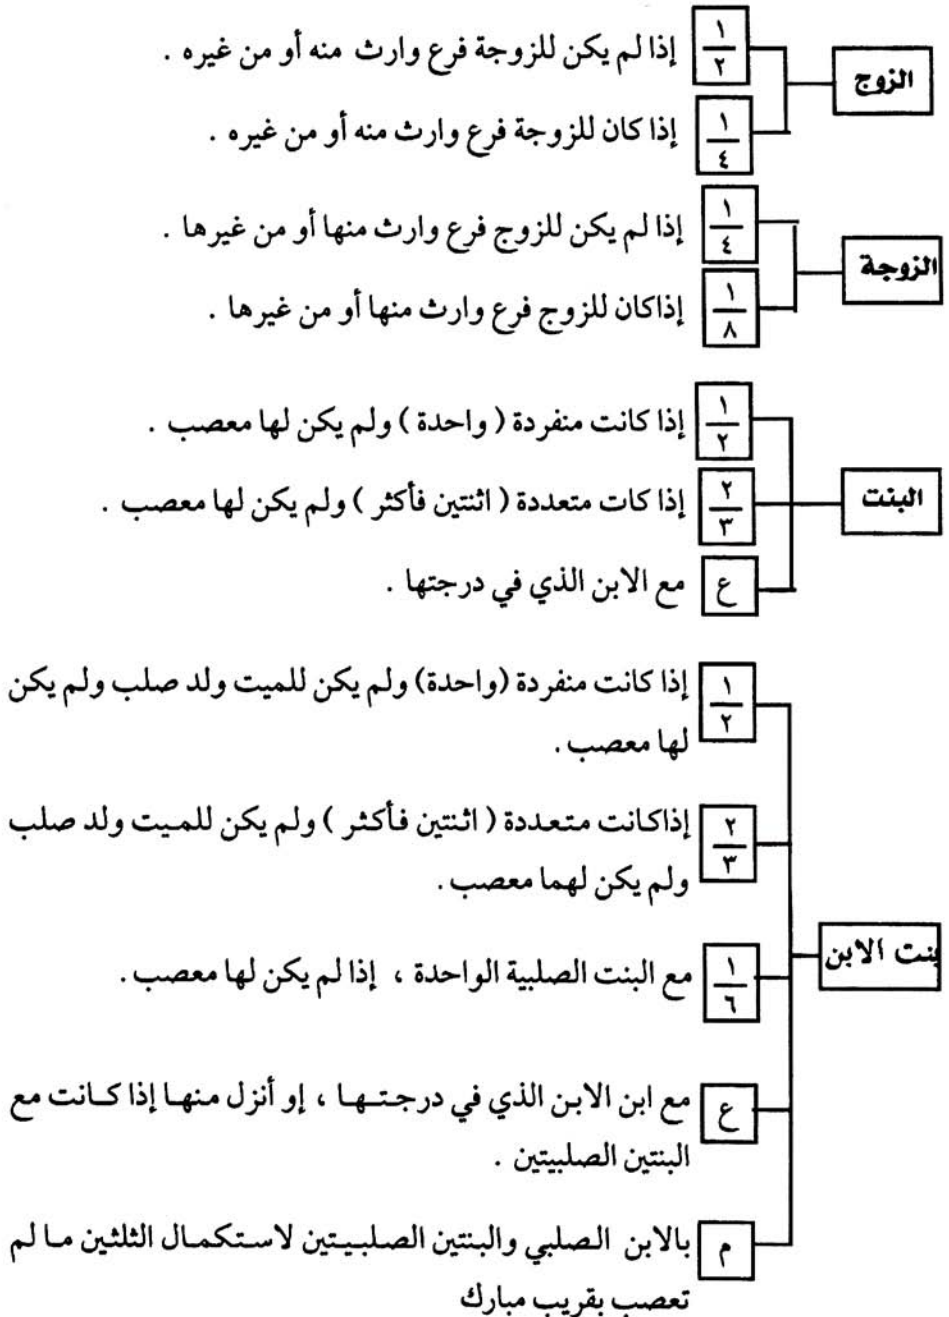 الزوج
١/٢ إذا لم يكن للزوجة فرع وارث منه أو من غيره .
١/٤ إذا كان للزوجة فرع وارث منه أو من غيره .
الزوجة
١/٤ إذا لم يكن للزوج فرع وارث منها أو من غيرها .
١/٨ إذاكان للزوج فرع وارث منها أو من غيرها .
البنت
١/٢ إذا كانت منفردة ( واحدة ) ولم يكن لها معصب .
٢/٣ إذا كات متعددة ( اثنتين فأكثر ) ولم يكن لها معصب .
ع مع الابن الذي في درجتها .
بنت الابن
١/٢ إذا كانت منفردة (واحدة) ولم يكن للميت ولد صلب ولم يكن
لها معصب .
٢/٣ إذاكانت متعددة ( اثنتين فأكثر ) ولم يكن للميت ولد صلب
ولم يكن لهما معصب .
١/٦ مع البنت الصلبية الواحدة ، إذا لم يكن لها معصب .
ع مع ابن الابن الذي في درجتها ، إو أنزل منها إذا كانت مع
البنتين الصلبيتين .
م بالابن الصلبي والبنتين الصلبيتين لاستكمال الثلثين ما لم
تعصب بقريب مبارك